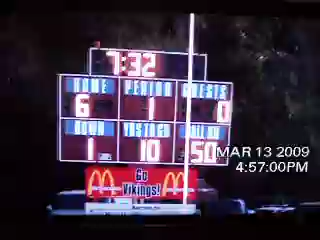 7:32
HOME PERIOD GUESTS
6 1 0
DOWN YDS TO GO BALL ON
1 10 50
Go
Vikings!
MAR 13 2009
4:57:00PM